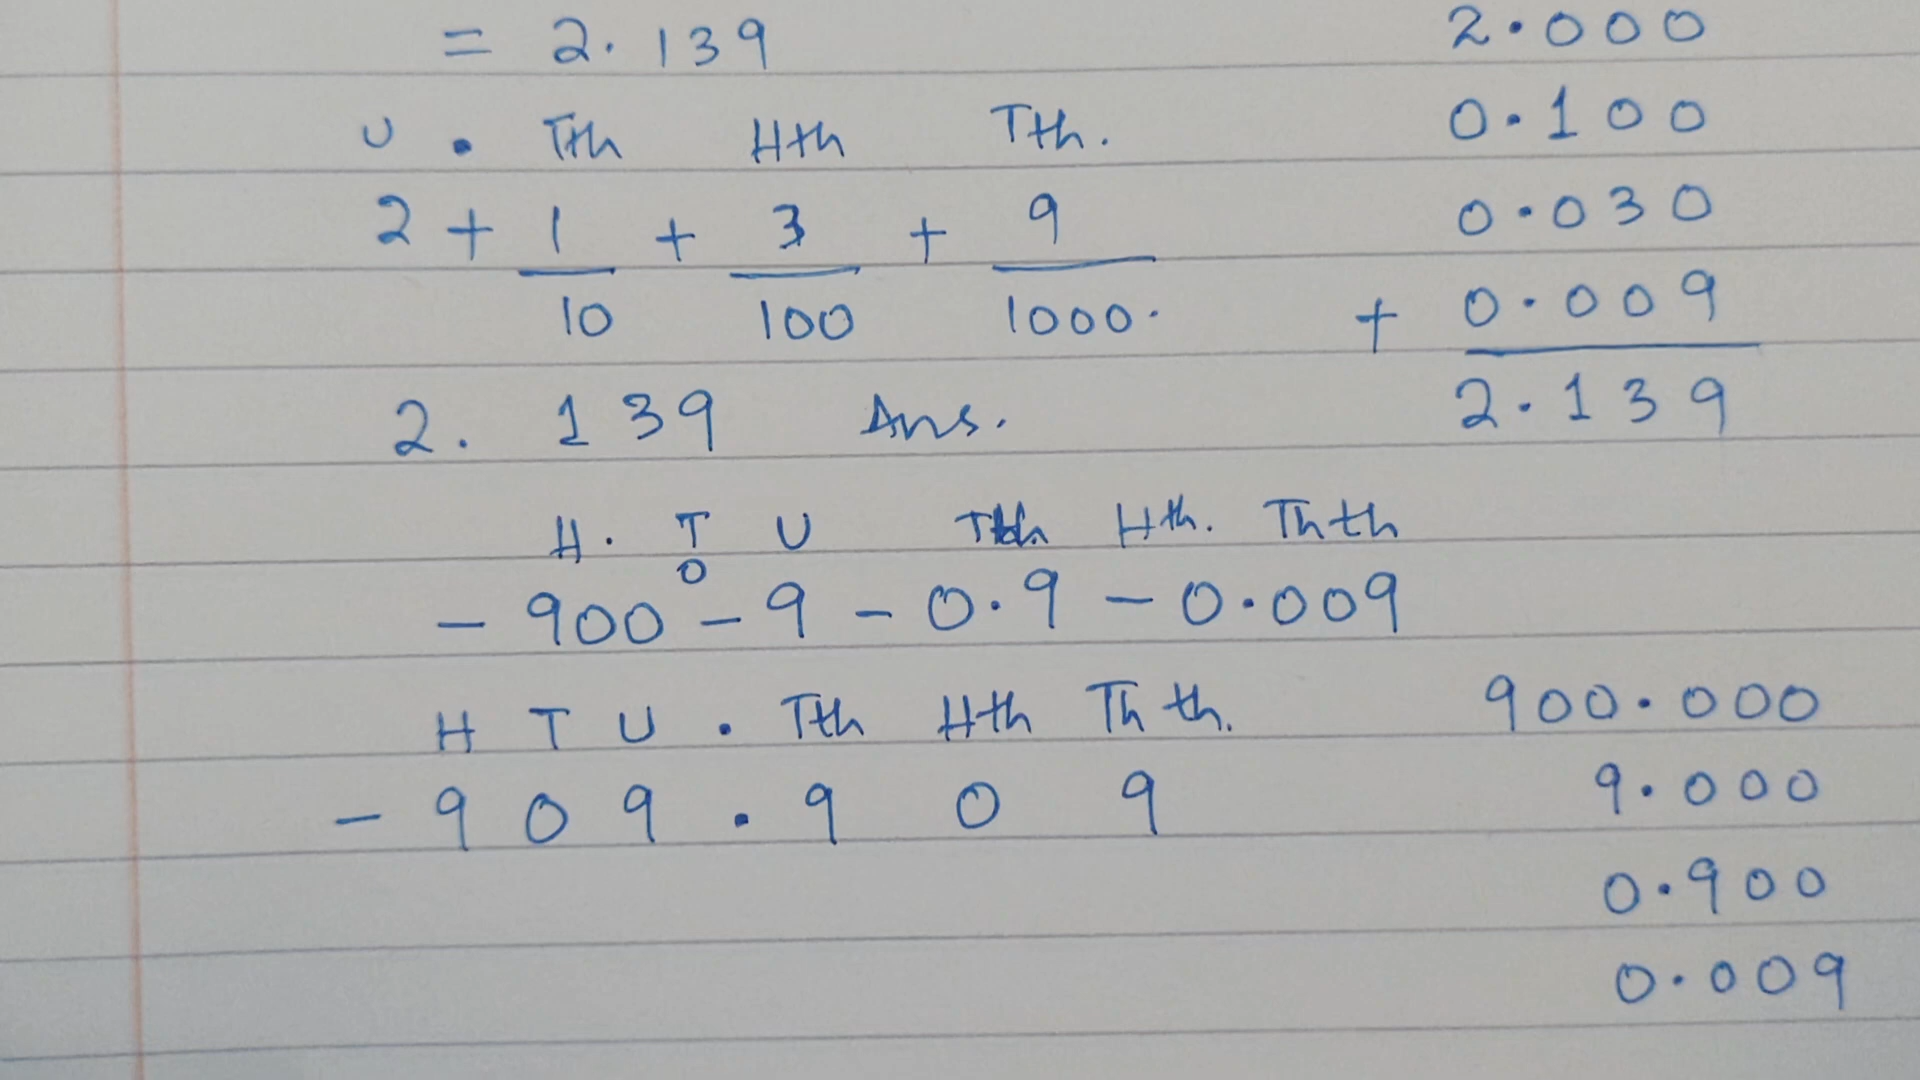 = 2.139
U . Tth Hth Tth.
2 + 1/10 + 3/100 + 9/1000.
2. 139 Ans.
2.000
0.100
0.030
+ 0.009
2.139
H. T U Tth Hth. Thth
0
- 900 - 9 - 0.9 - 0.009
H T U . Tth Hth Th th.
- 9 0 9 . 9 0 9
900.000
9.000
0.900
0.009